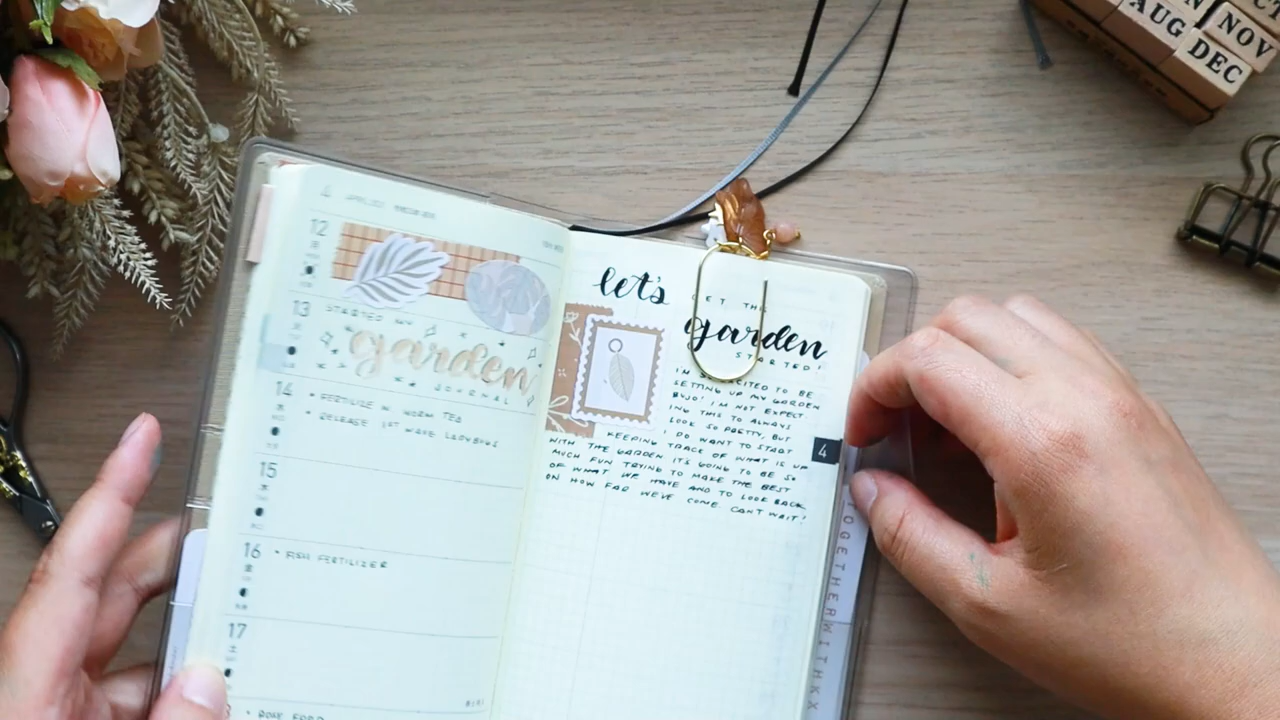 4
12
13
STARTED MY
garden
JOURNAL
14
• FERTILIZE W. WORM TEA
• RELEASE 1ST WAVE LADYBUGS
15
16
• FISH FERTILIZER
17
let's
GET THE
garden
STARTED!
I'M EXCITED TO BE
SETTING UP MY GARDEN
BUJO! I'M NOT EXPECT
ING THIS TO ALWAYS
LOOK SO PRETTY, BUT
I DO WANT TO START
KEEPING TRACK OF WHAT IS UP
WITH THE GARDEN IT'S GOING TO BE SO
MUCH FUN TRYING TO MAKE THE BEST
OF WHAT WE HAVE AND TO LOOK BACK
ON HOW FAR WE'VE COME CAN'T WAIT!
4
TOGETHERWITHKX
AUG
NOV
DEC